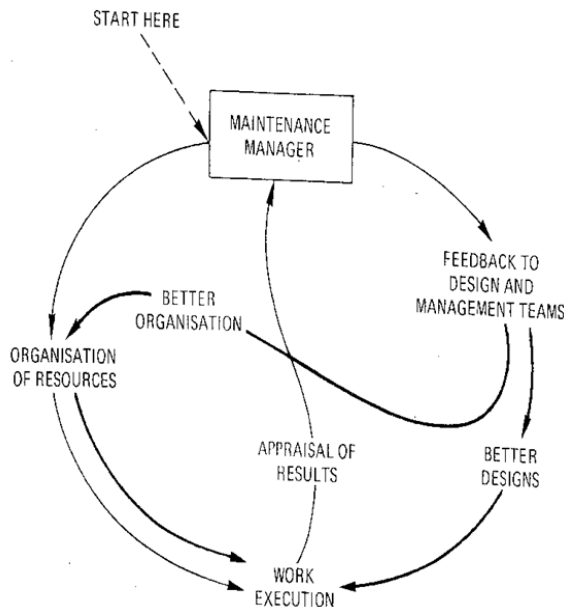 START HERE
MAINTENANCE
MANAGER
FEEDBACK TO
DESIGN AND
MANAGEMENT TEAMS
BETTER
ORGANISATION
ORGANISATION
OF RESOURCES
APPRAISAL OF
RESULTS
BETTER
DESIGNS
WORK
EXECUTION